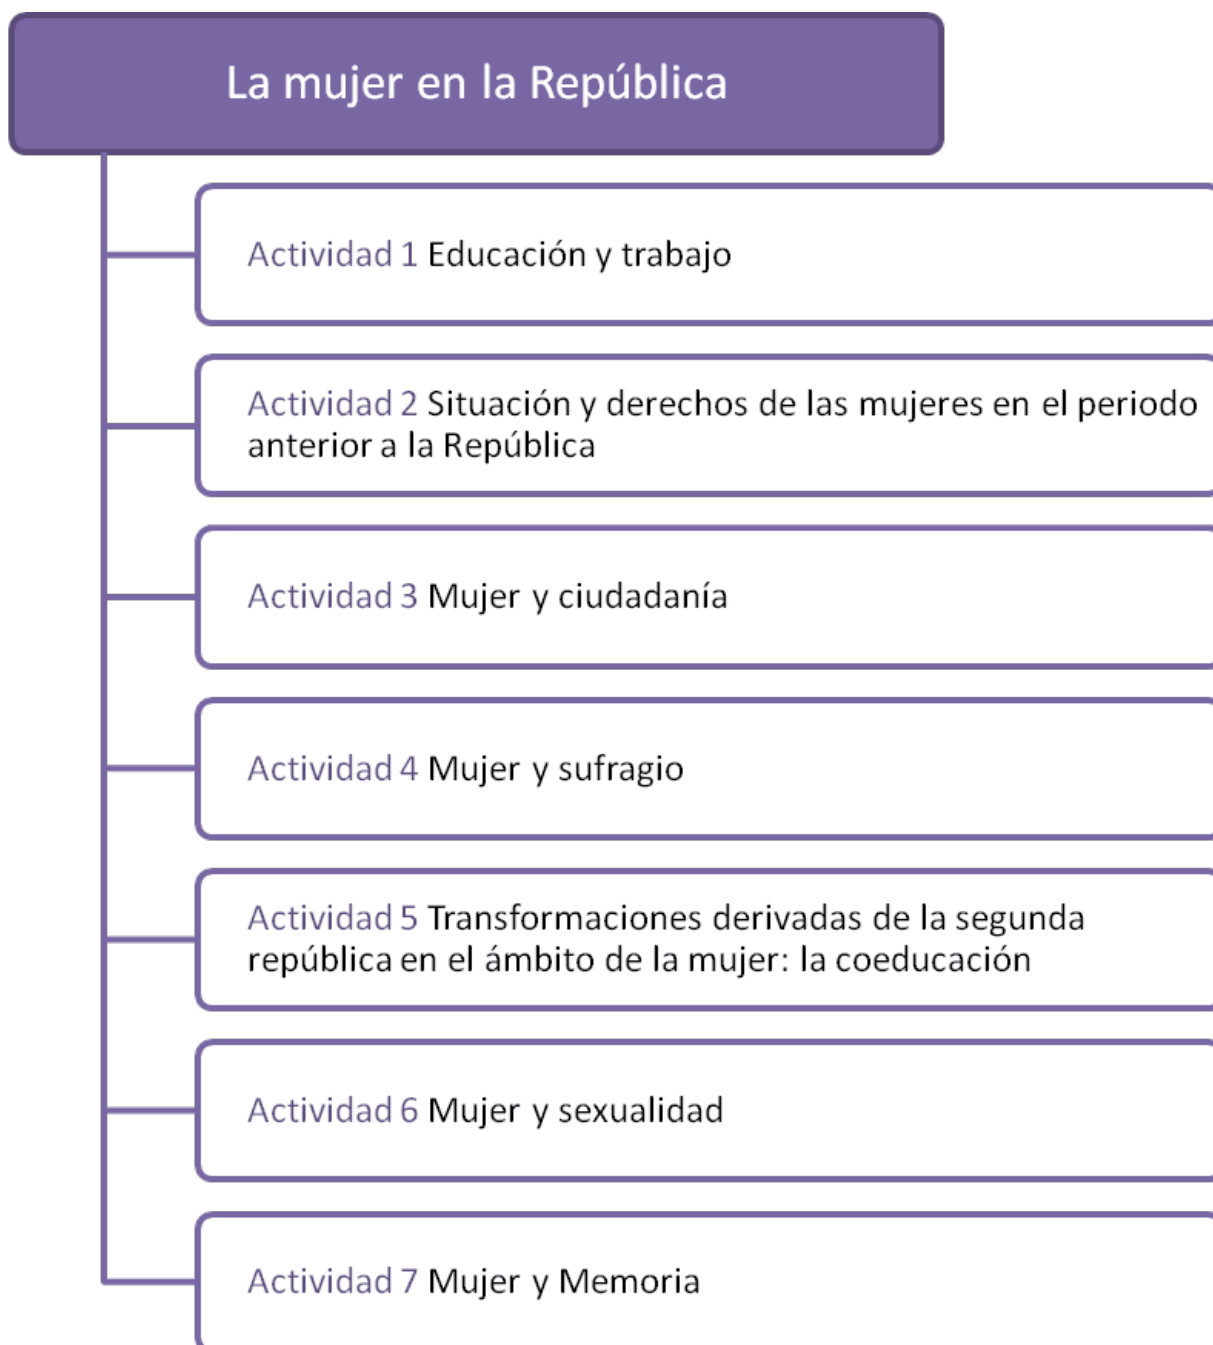 La mujer en la República
Actividad 1 Educación y trabajo
Actividad 2 Situación y derechos de las mujeres en el periodo
anterior a la República
Actividad 3 Mujer y ciudadanía
Actividad 4 Mujer y sufragio
Actividad 5 Transformaciones derivadas de la segunda
república en el ámbito de la mujer: la coeducación
Actividad 6 Mujer y sexualidad
Actividad 7 Mujer y Memoria